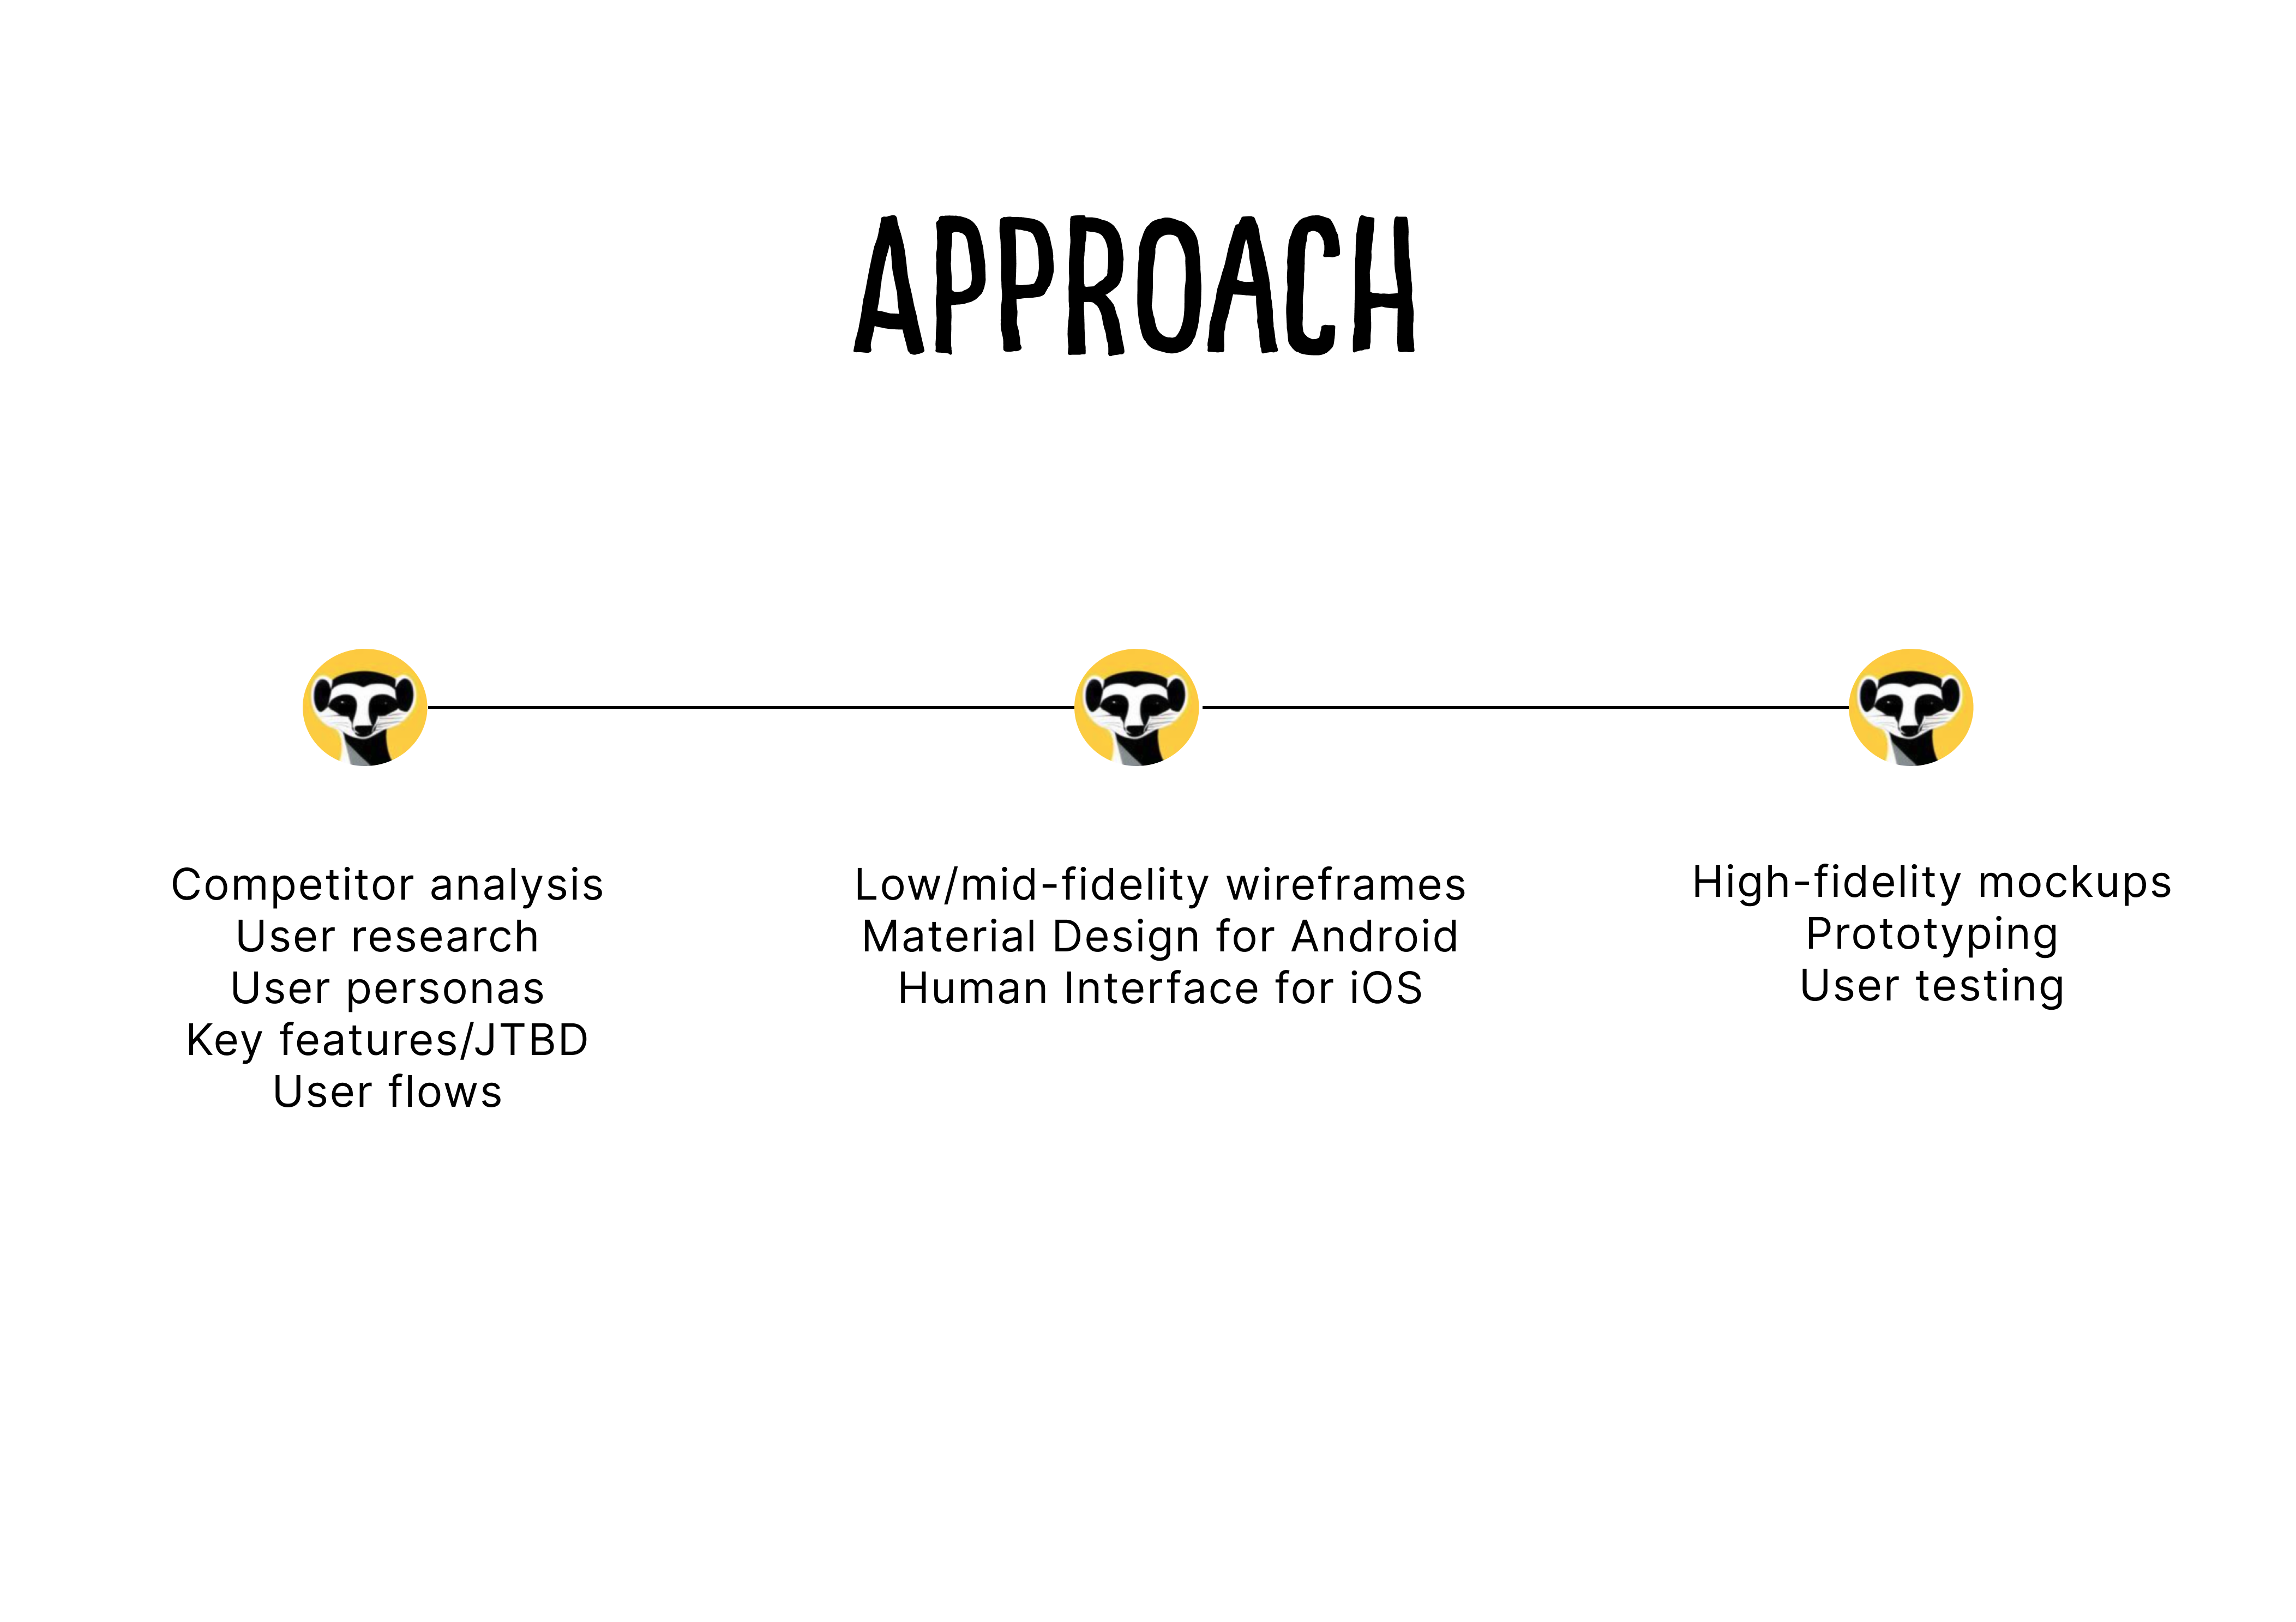 APPROACH
Competitor analysis
User research
User personas
Key features/JTBD
User flows
Low/mid-fidelity wireframes
Material Design for Android
Human Interface for iOS
High-fidelity mockups
Prototyping
User testing